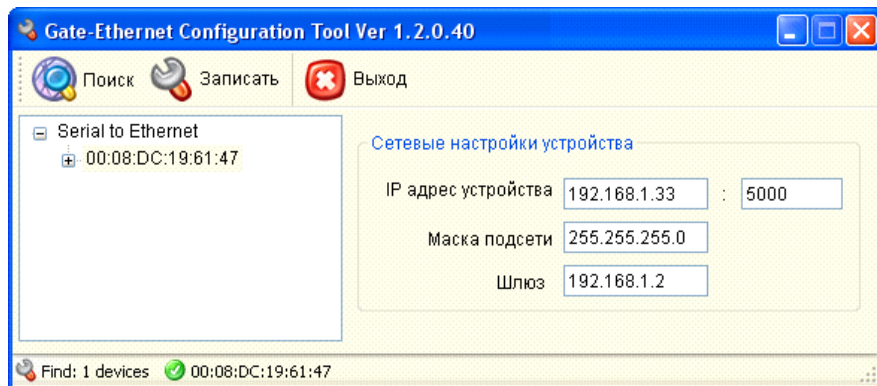 Gate-Ethernet Configuration Tool Ver 1.2.0.40
Поиск Записать Выход
Serial to Ethernet
00:08:DC:19:61:47
Сетевые настройки устройства
IP адрес устройства 192.168.1.33 : 5000
Маска подсети 255.255.255.0
Шлюз 192.168.1.2
Find: 1 devices 00:08:DC:19:61:47